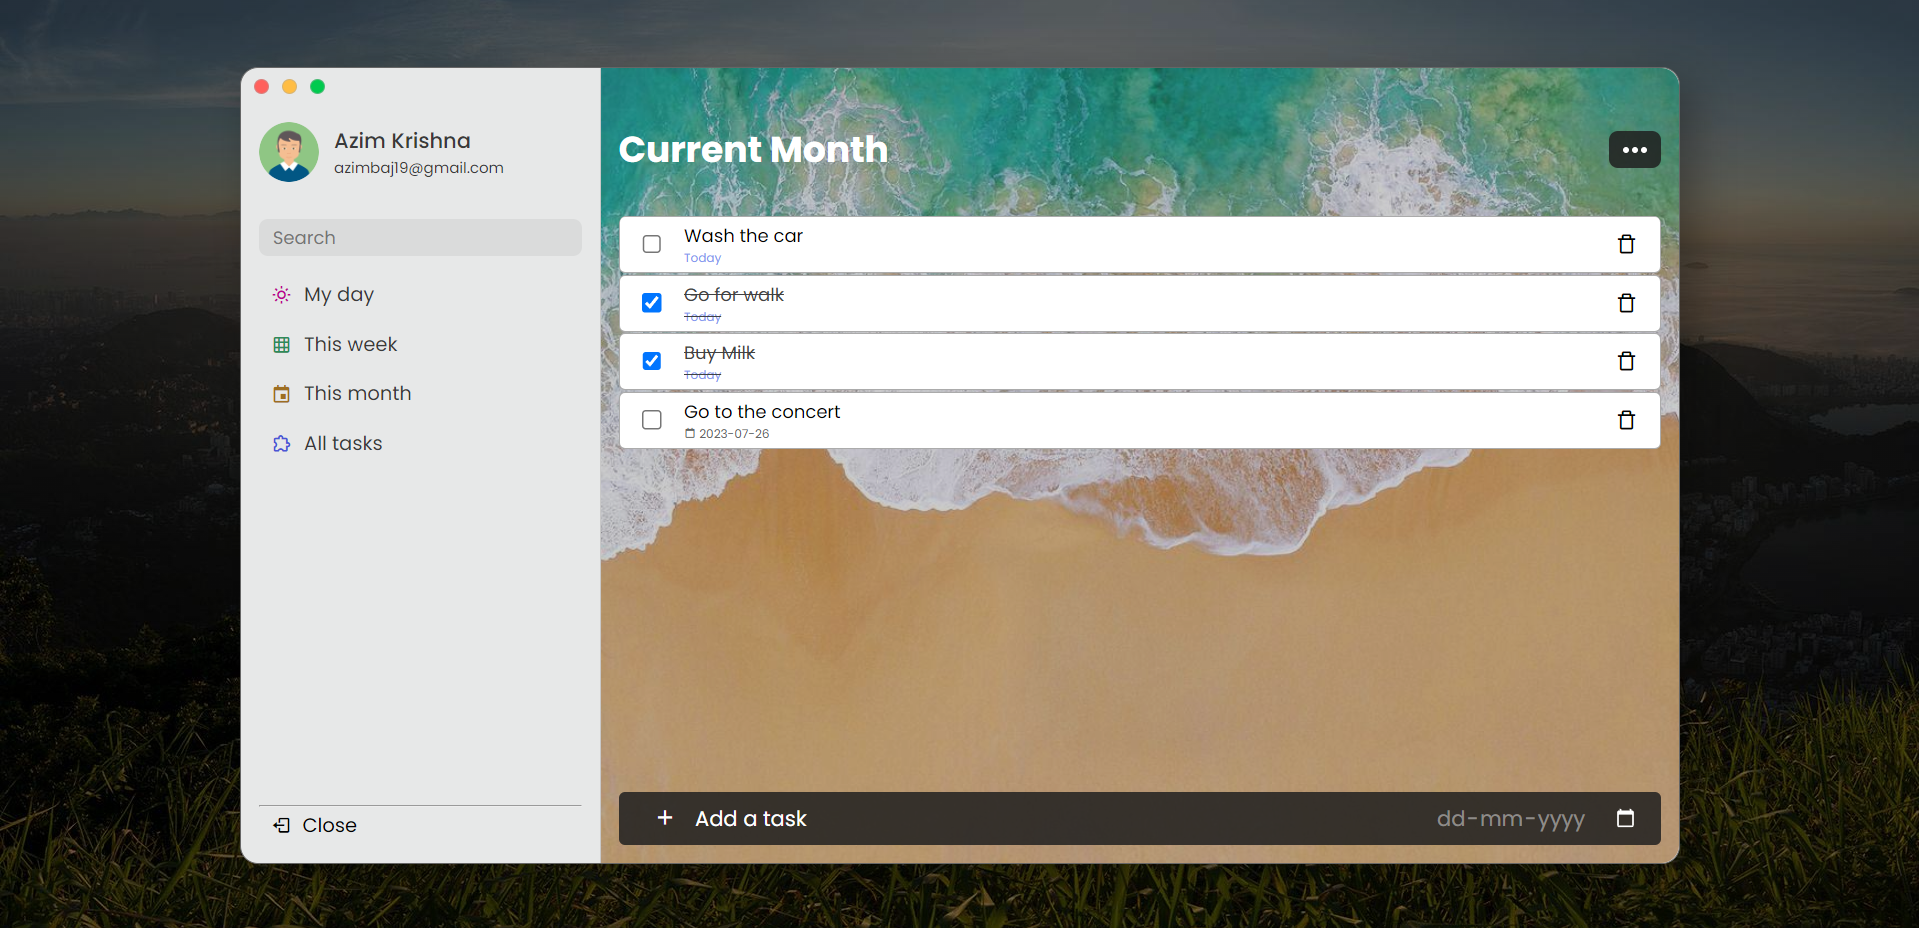 Azim Krishna
azimbaj19@gmail.com
Search
My day
This week
This month
All tasks
Close
Current Month
Wash the car
Today
Go for walk
Today
Buy Milk
Today
Go to the concert
2023-07-26
Add a task
dd-mm-yyyy